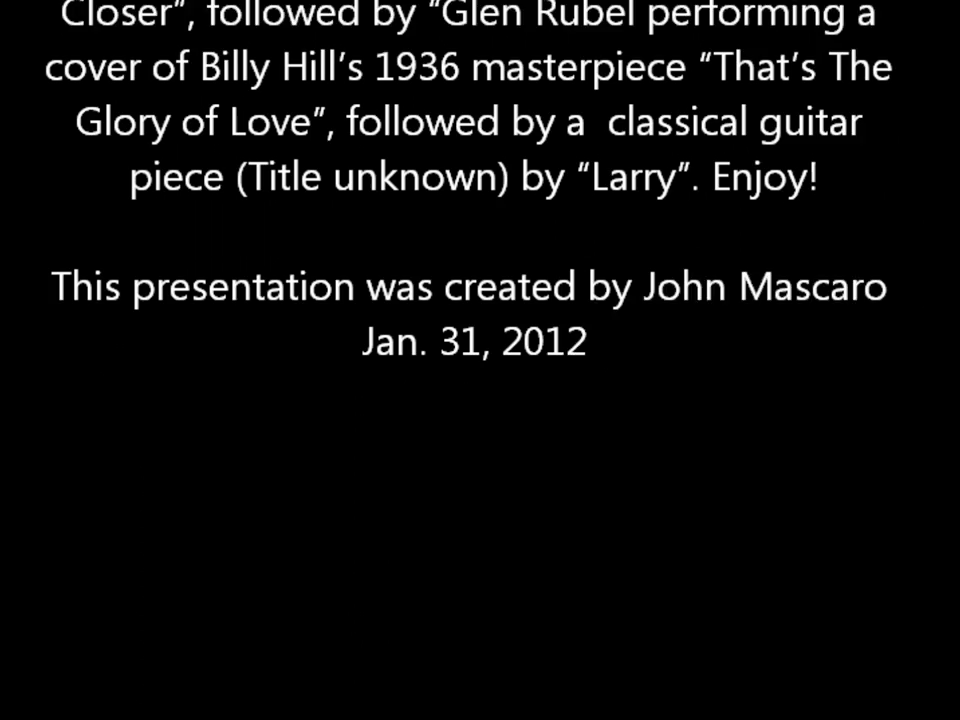 Closer”, followed by “Glen Rubel performing a
cover of Billy Hill’s 1936 masterpiece “That’s The
Glory of Love”, followed by a  classical guitar
piece (Title unknown) by “Larry”. Enjoy!
This presentation was created by John Mascaro
Jan. 31, 2012